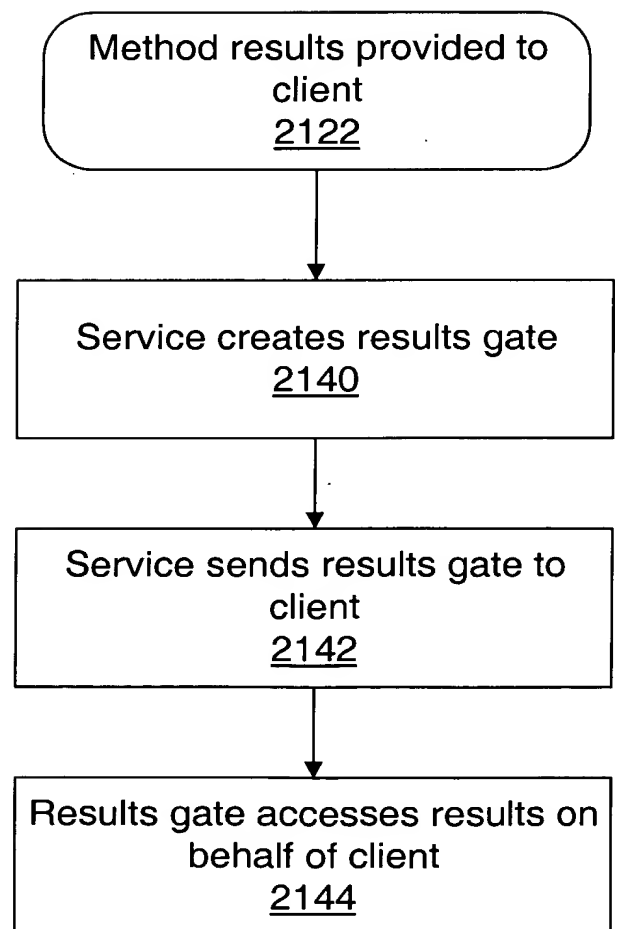 Method results provided to
client
2122
Service creates results gate
2140
Service sends results gate to
client
2142
Results gate accesses results on
behalf of client
2144